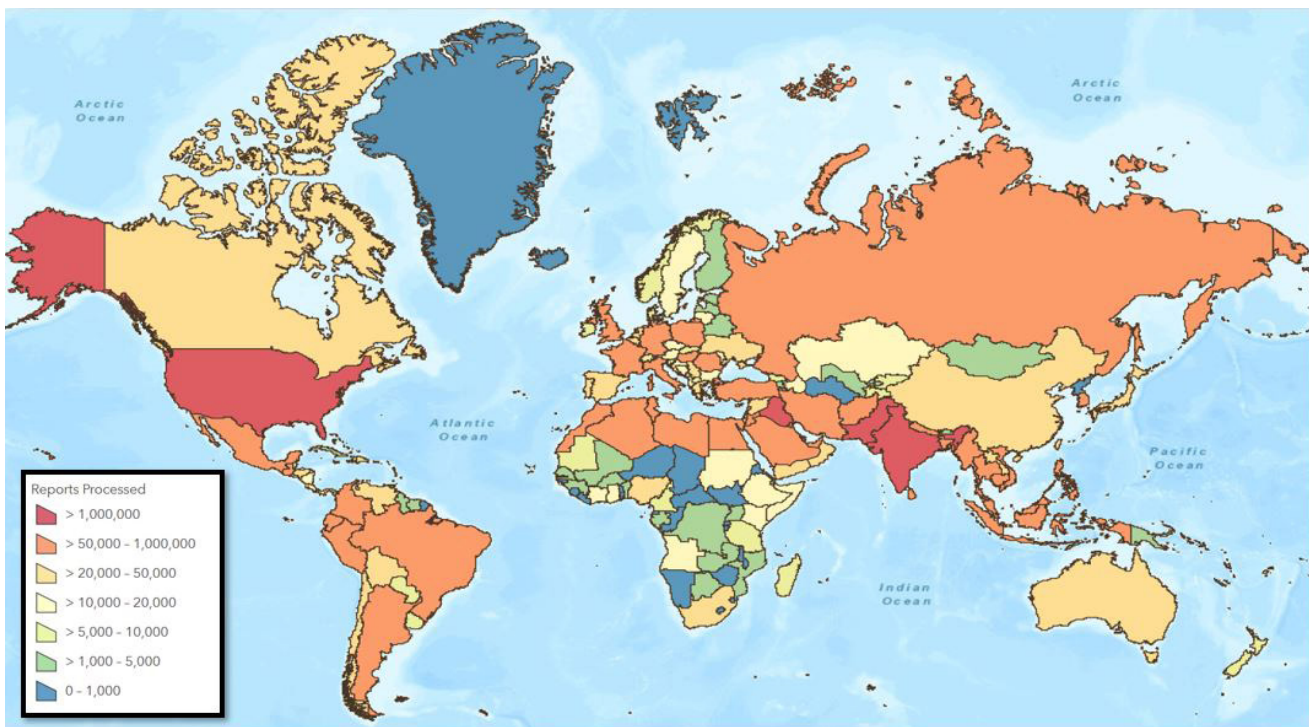 Arctic
Ocean
Arctic
Ocean
Atlantic
Ocean
Pacific
Ocean
Indian
Ocean
Reports Processed
> 1,000,000
> 50,000 - 1,000,000
> 20,000 - 50,000
> 10,000 - 20,000
> 5,000 - 10,000
> 1,000 - 5,000
0 - 1,000